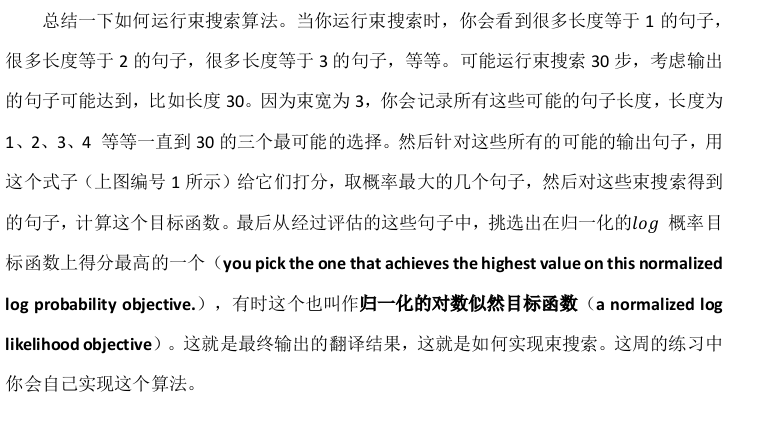 总结一下如何运行束搜索算法。当你运行束搜索时，你会看到很多长度等于 1 的句子，
很多长度等于 2 的句子，很多长度等于 3 的句子，等等。可能运行束搜索 30 步，考虑输出
的句子可能达到，比如长度 30。因为束宽为 3，你会记录所有这些可能的句子长度，长度为
1、2、3、4 等等一直到 30 的三个最可能的选择。然后针对这些所有的可能的输出句子，用
这个式子（上图编号 1 所示）给它们打分，取概率最大的几个句子，然后对这些束搜索得到
的句子，计算这个目标函数。最后从经过评估的这些句子中，挑选出在归一化的log 概率目
标函数上得分最高的一个（you pick the one that achieves the highest value on this normalized
log probability objective.），有时这个也叫作归一化的对数似然目标函数（a normalized log
likelihood objective）。这就是最终输出的翻译结果，这就是如何实现束搜索。这周的练习中
你会自己实现这个算法。